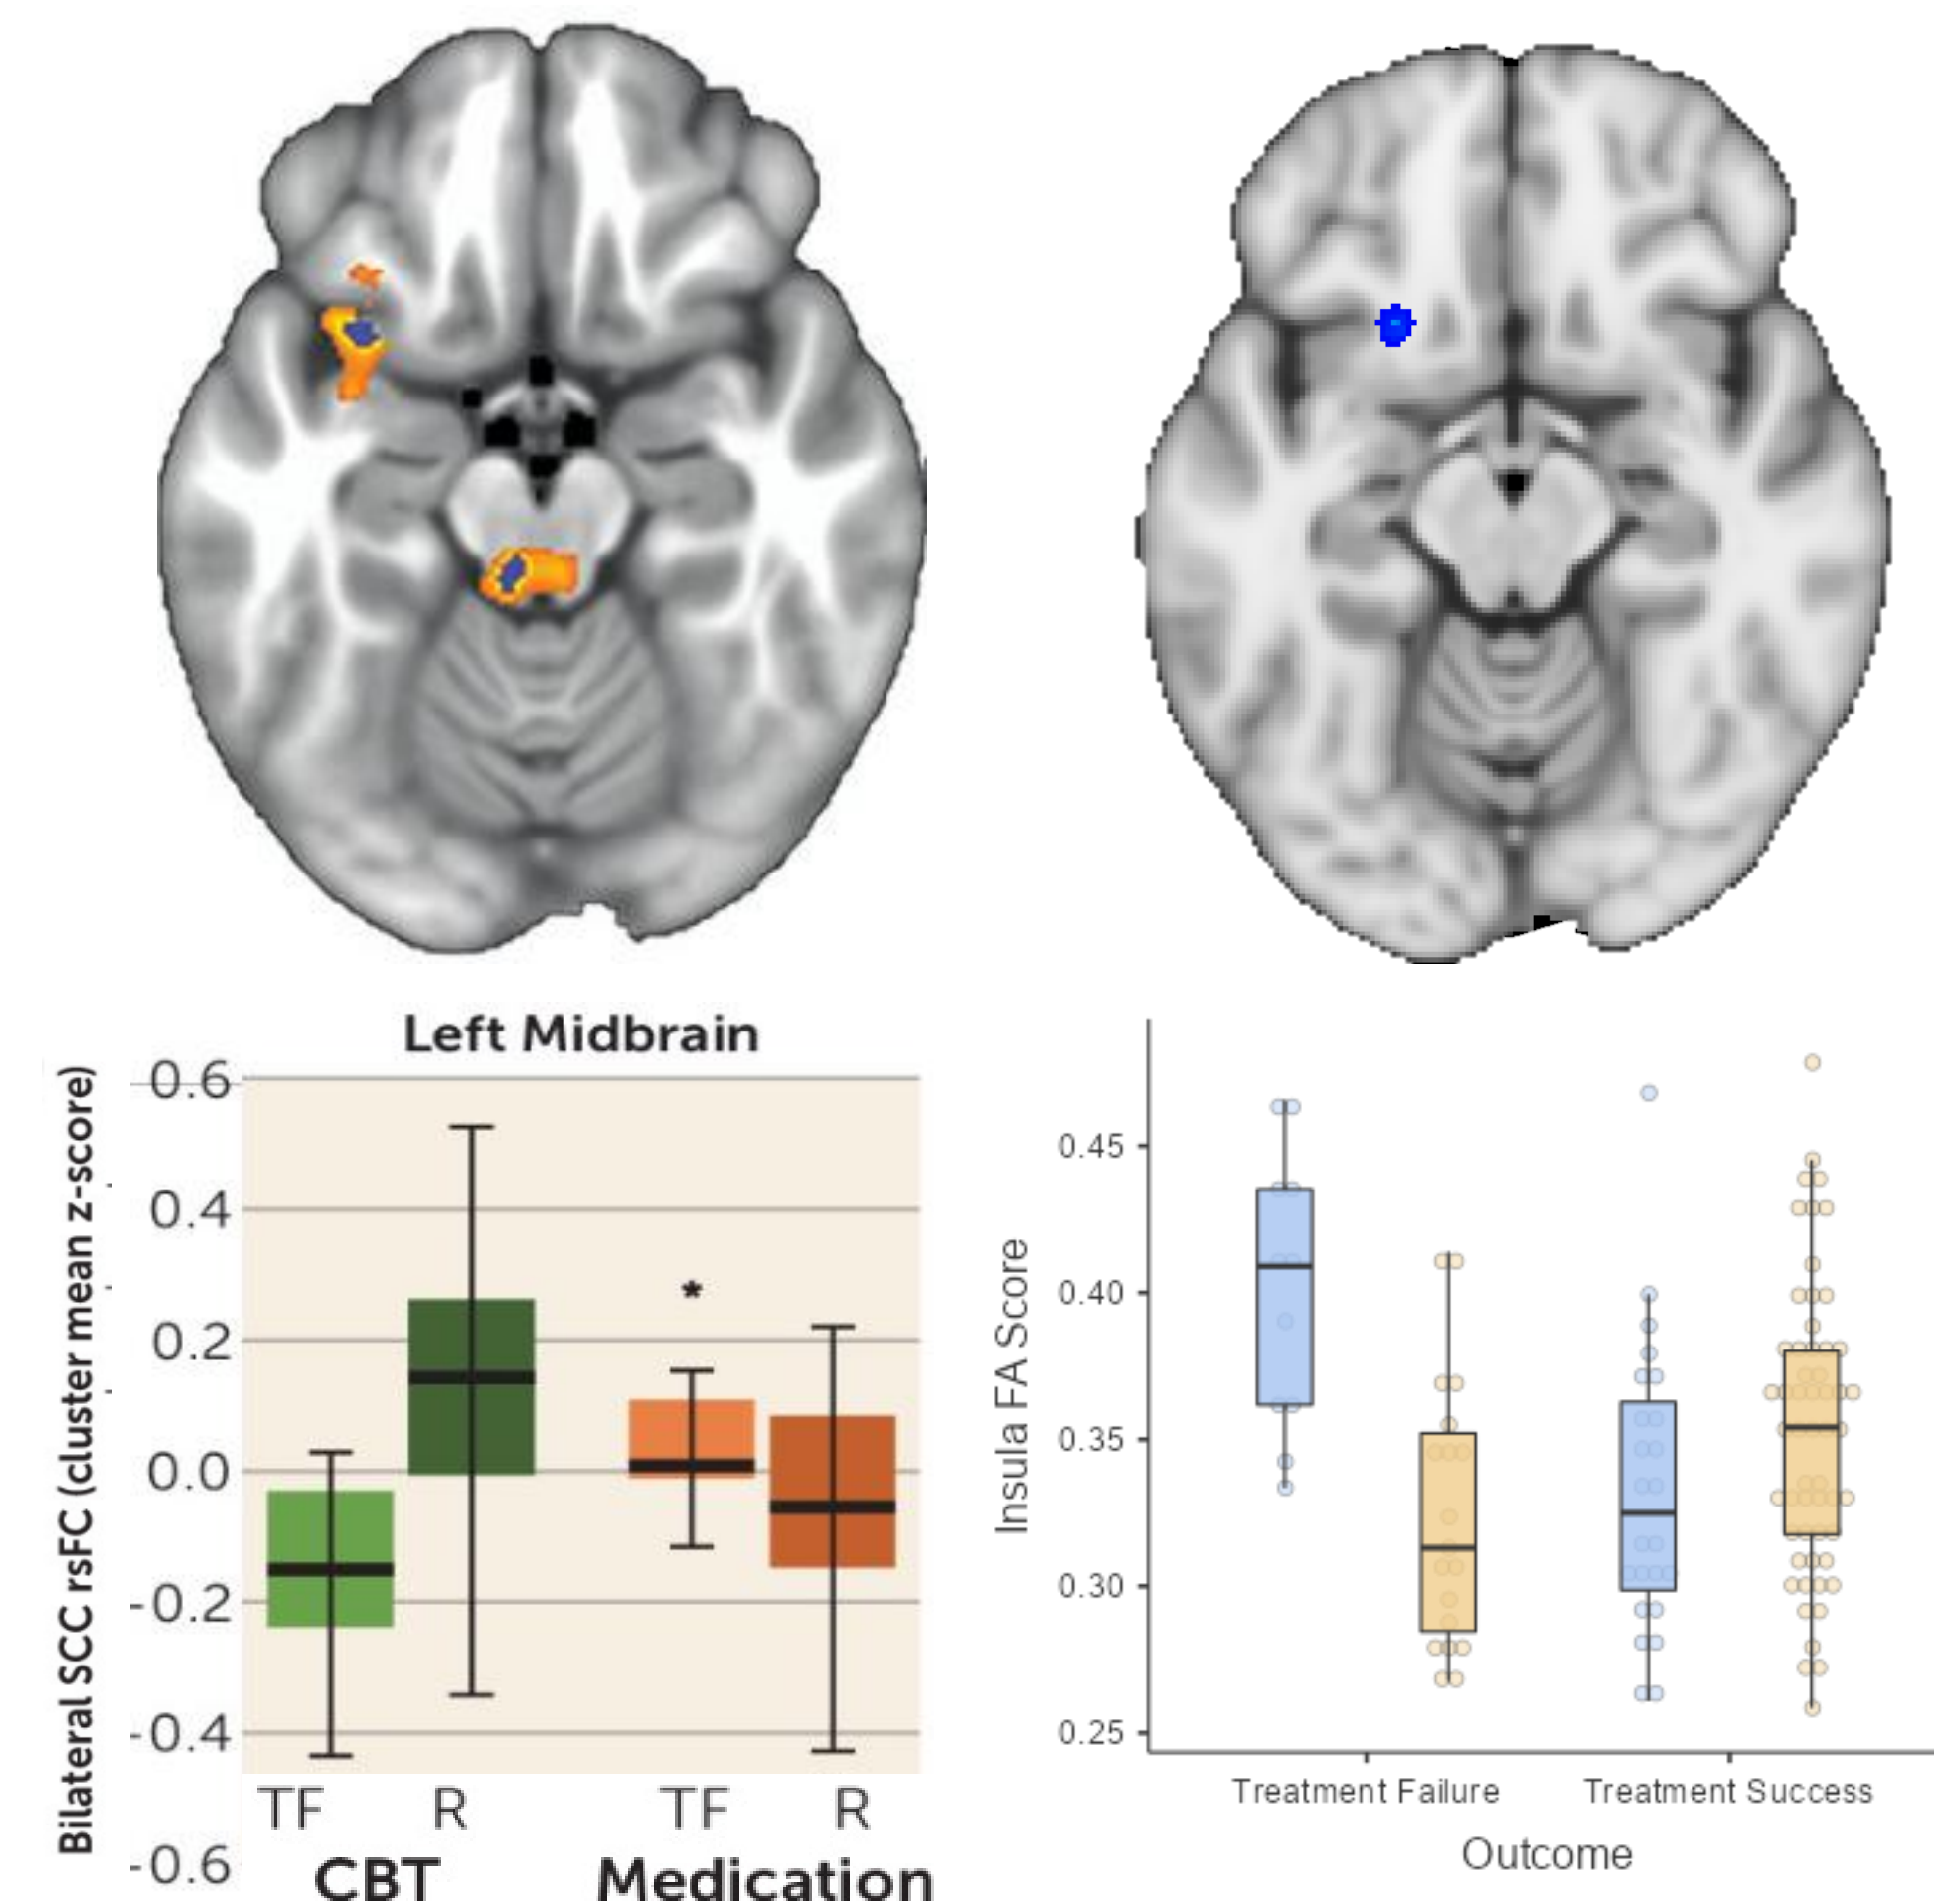 Left Midbrain
Bilateral SCC rsFC (cluster mean z-score)
0.6
0.4
0.2
0.0
-0.2
-0.4
-0.6
TF R TF R
CBT Medication
*
Insula FA Score
0.45
0.40
0.35
0.30
0.25
Treatment Failure Treatment Success
Outcome